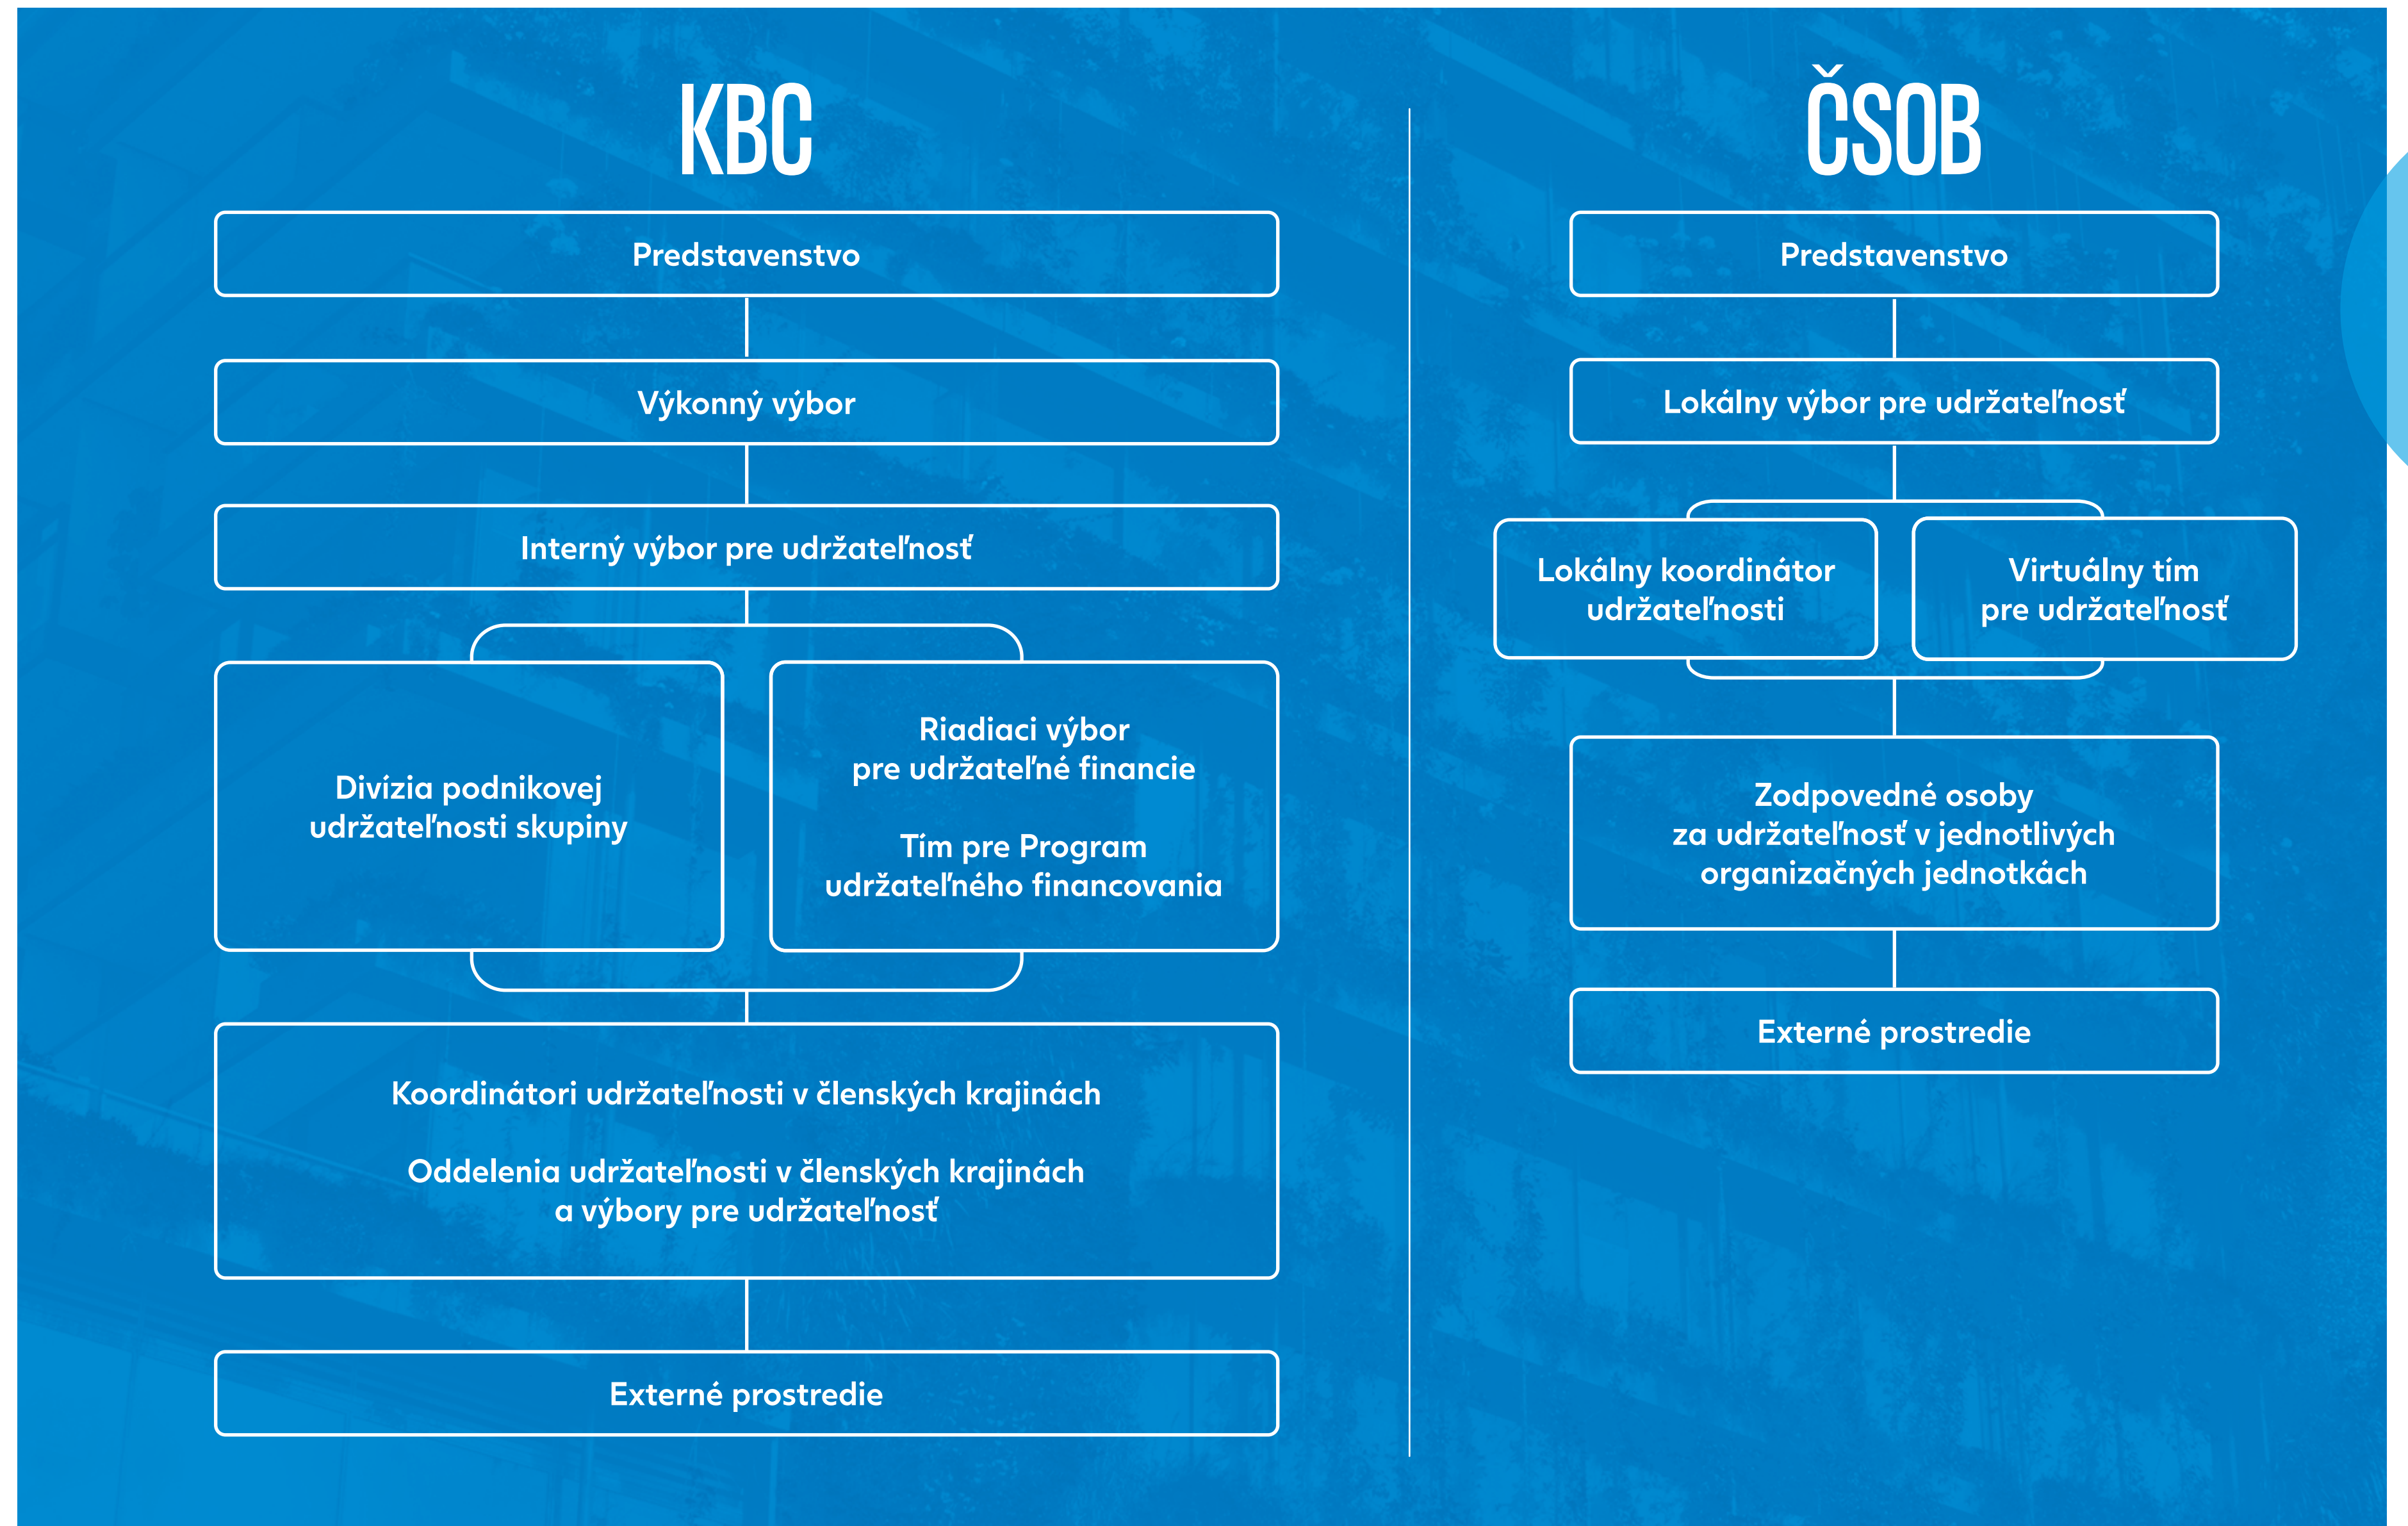 KBC
Predstavenstvo
Výkonný výbor
Interný výbor pre udržateľnosť
Divízia podnikovej
udržateľnosti skupiny
Riadiaci výbor
pre udržateľné financie
Tím pre Program
udržateľného financovania
Koordinátori udržateľnosti v členských krajinách
Oddelenia udržateľnosti v členských krajinách
a výbory pre udržateľnosť
Externé prostredie
ČSOB
Predstavenstvo
Lokálny výbor pre udržateľnosť
Lokálny koordinátor
udržateľnosti
Virtuálny tím
pre udržateľnosť
Zodpovedné osoby
za udržateľnosť v jednotlivých
organizačných jednotkách
Externé prostredie